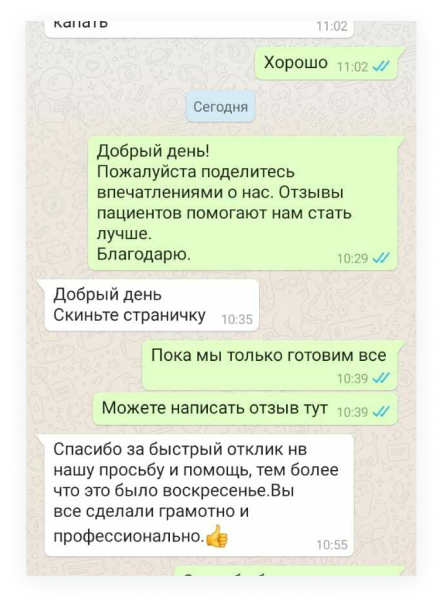 капать
11:02
Хорошо 11:02
Сегодня
Добрый день!
Пожалуйста поделитесь
впечатлениями о нас. Отзывы
пациентов помогают нам стать
лучше.
Благодарю. 10:29
Добрый день
Скиньте страничку 10:35
Пока мы только готовим все
10:39
Можете написать отзыв тут 10:39
Спасибо за быстрый отклик нв
нашу просьбу и помощь, тем более
что это было воскресенье.Вы
все сделали грамотно и
профессионально.👍
10:55